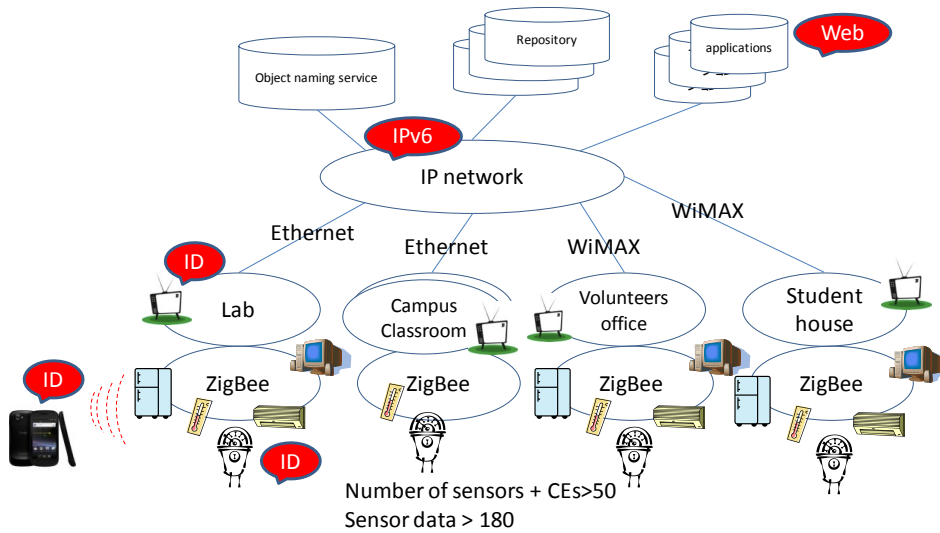 Object naming service
Repository
applications
Web
IPv6
IP network
Ethernet
Ethernet
WiMAX
WiMAX
ID
Lab
Campus
Classroom
Volunteers
office
Student
house
ID
ZigBee
ZigBee
ZigBee
ZigBee
ID
Number of sensors + CEs>50
Sensor data > 180